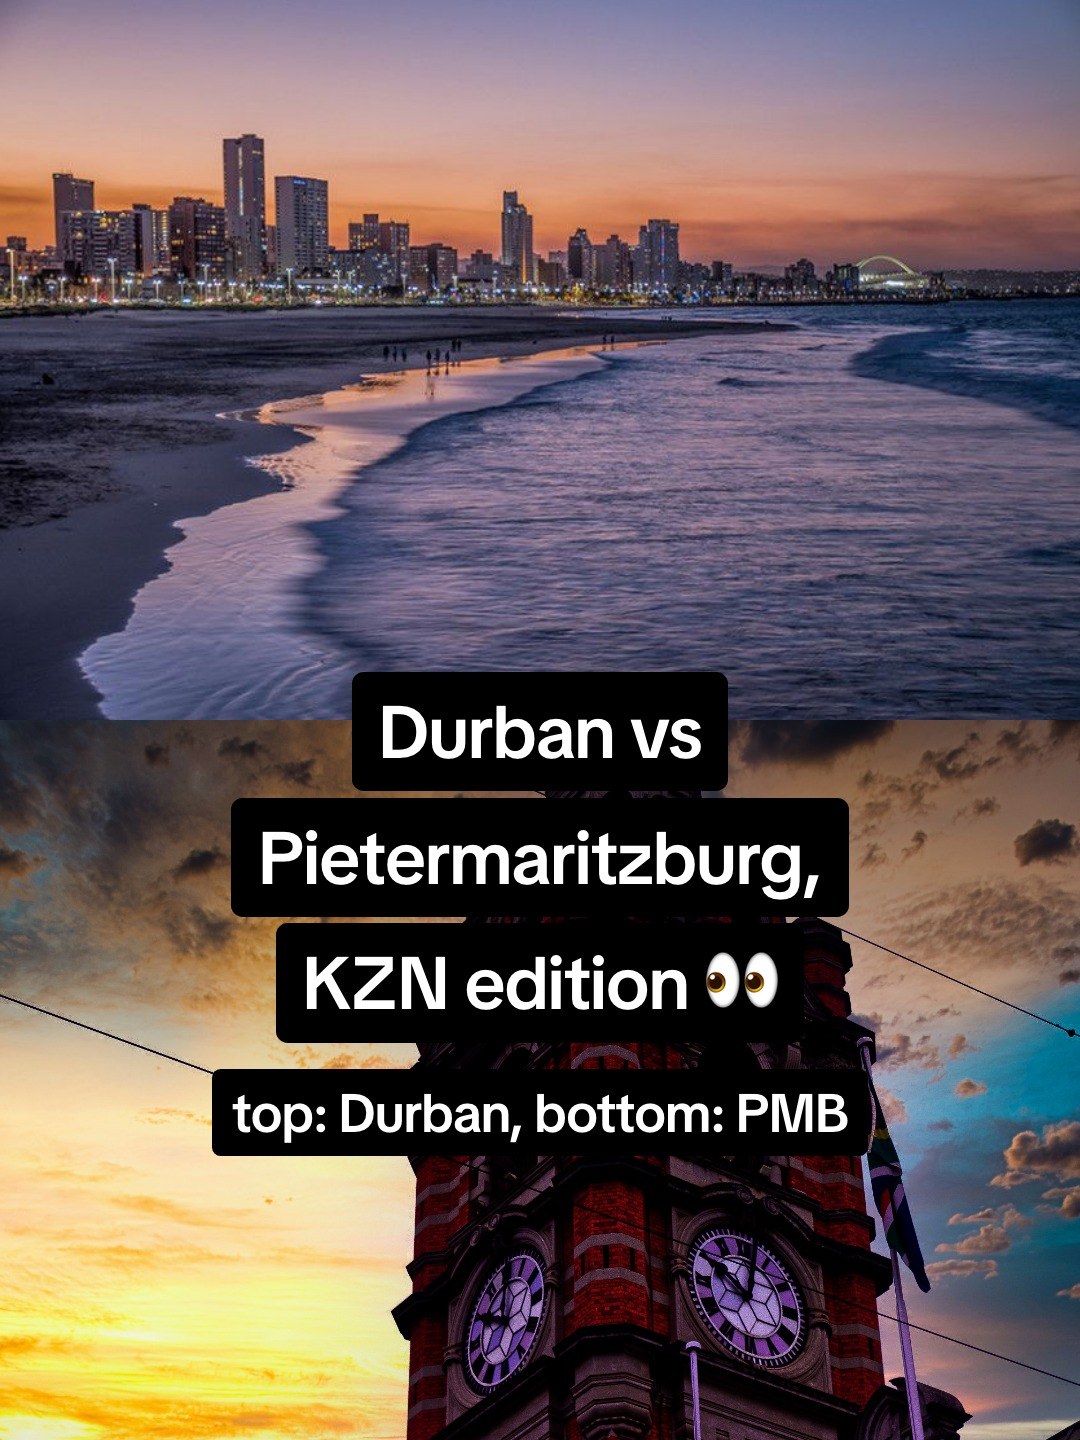 Durban vs
Pietermaritzburg,
KZN edition 👀
top: Durban, bottom: PMB